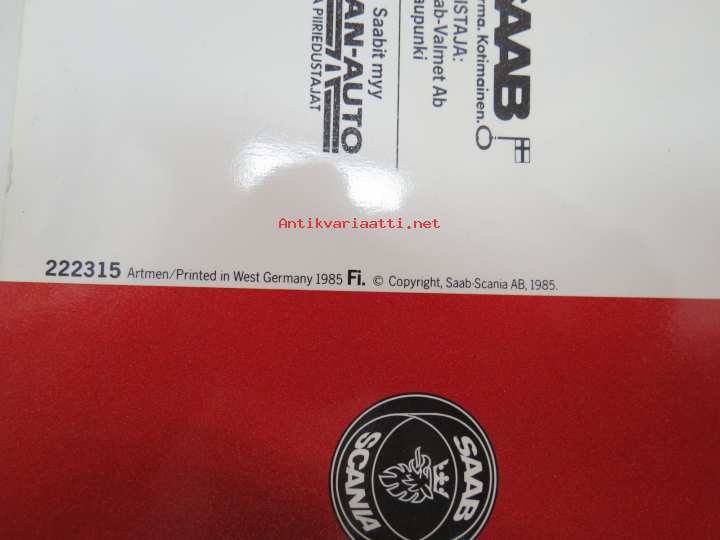 SAAB
rma. Kotimainen.
ISTAJA:
ab-Valmet Ab
aupunki
Saabit myy
AN-AUTO
A PIIRIEDUSTAJAT
Antikvariaatti.net
222315 Artmen/Printed in West Germany 1985 Fi. © Copyright, Saab-Scania AB, 1985.
SAAB
SCANIA